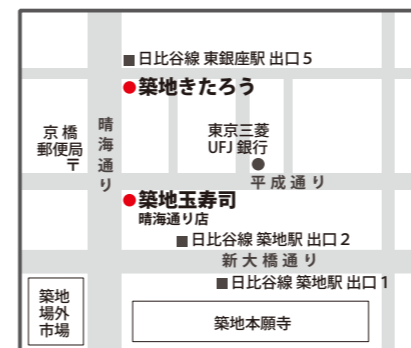 ■日比谷線 東銀座駅 出口5
●築地きたろう
京橋
郵便局
〒
晴海通り
東京三菱
UFJ 銀行
●
平成通り
●築地玉寿司
晴海通り店
■日比谷線 築地駅 出口2
新大橋通り
■日比谷線 築地駅 出口1
築地
場外
市場
築地本願寺